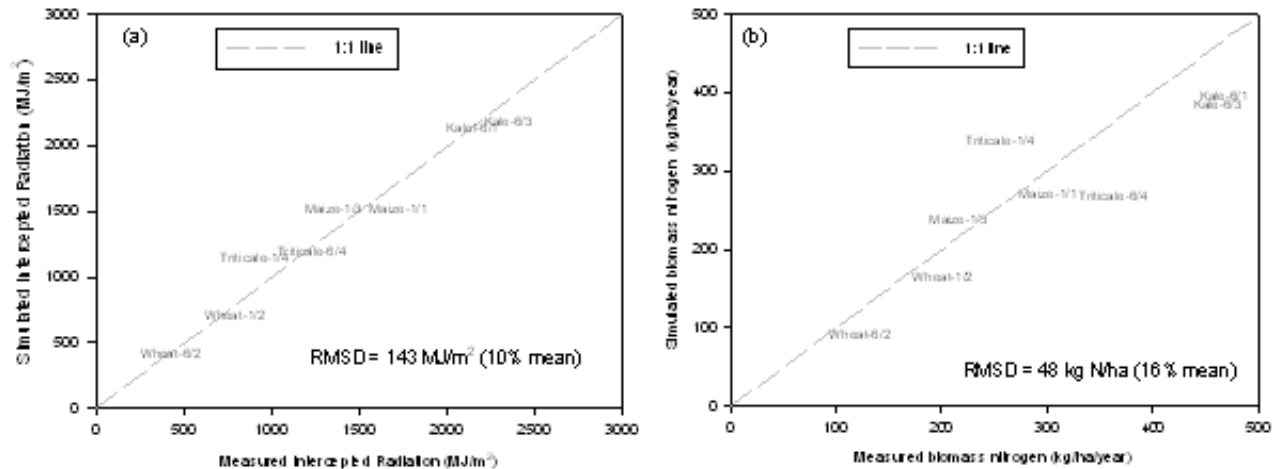 (a)
1:1 line
3000
2500
2000
1500
1000
500
0
Simulated Intercepted Radiation (MJ/m²)
Kale-6/1 Kale-6/3
Maize-1/3 Maize-1/1
Triticale-1/4 Triticale-6/4
Wheat-1/2
Wheat-6/2
RMSD = 143 MJ/m² (10% mean)
0 500 1000 1500 2000 2500 3000
Measured Intercepted Radiation (MJ/m²)
(b)
1:1 line
500
400
300
200
100
0
Simulated biomass nitrogen (kg/ha/year)
Kale-6/1
Kale-6/3
Triticale-1/4
Maize-1/1 Triticale-6/4
Wheat-1/2
Wheat-6/2
RMSD = 48 kg N/ha (16% mean)
0 100 200 300 400 500
Measured biomass nitrogen (kg/ha/year)